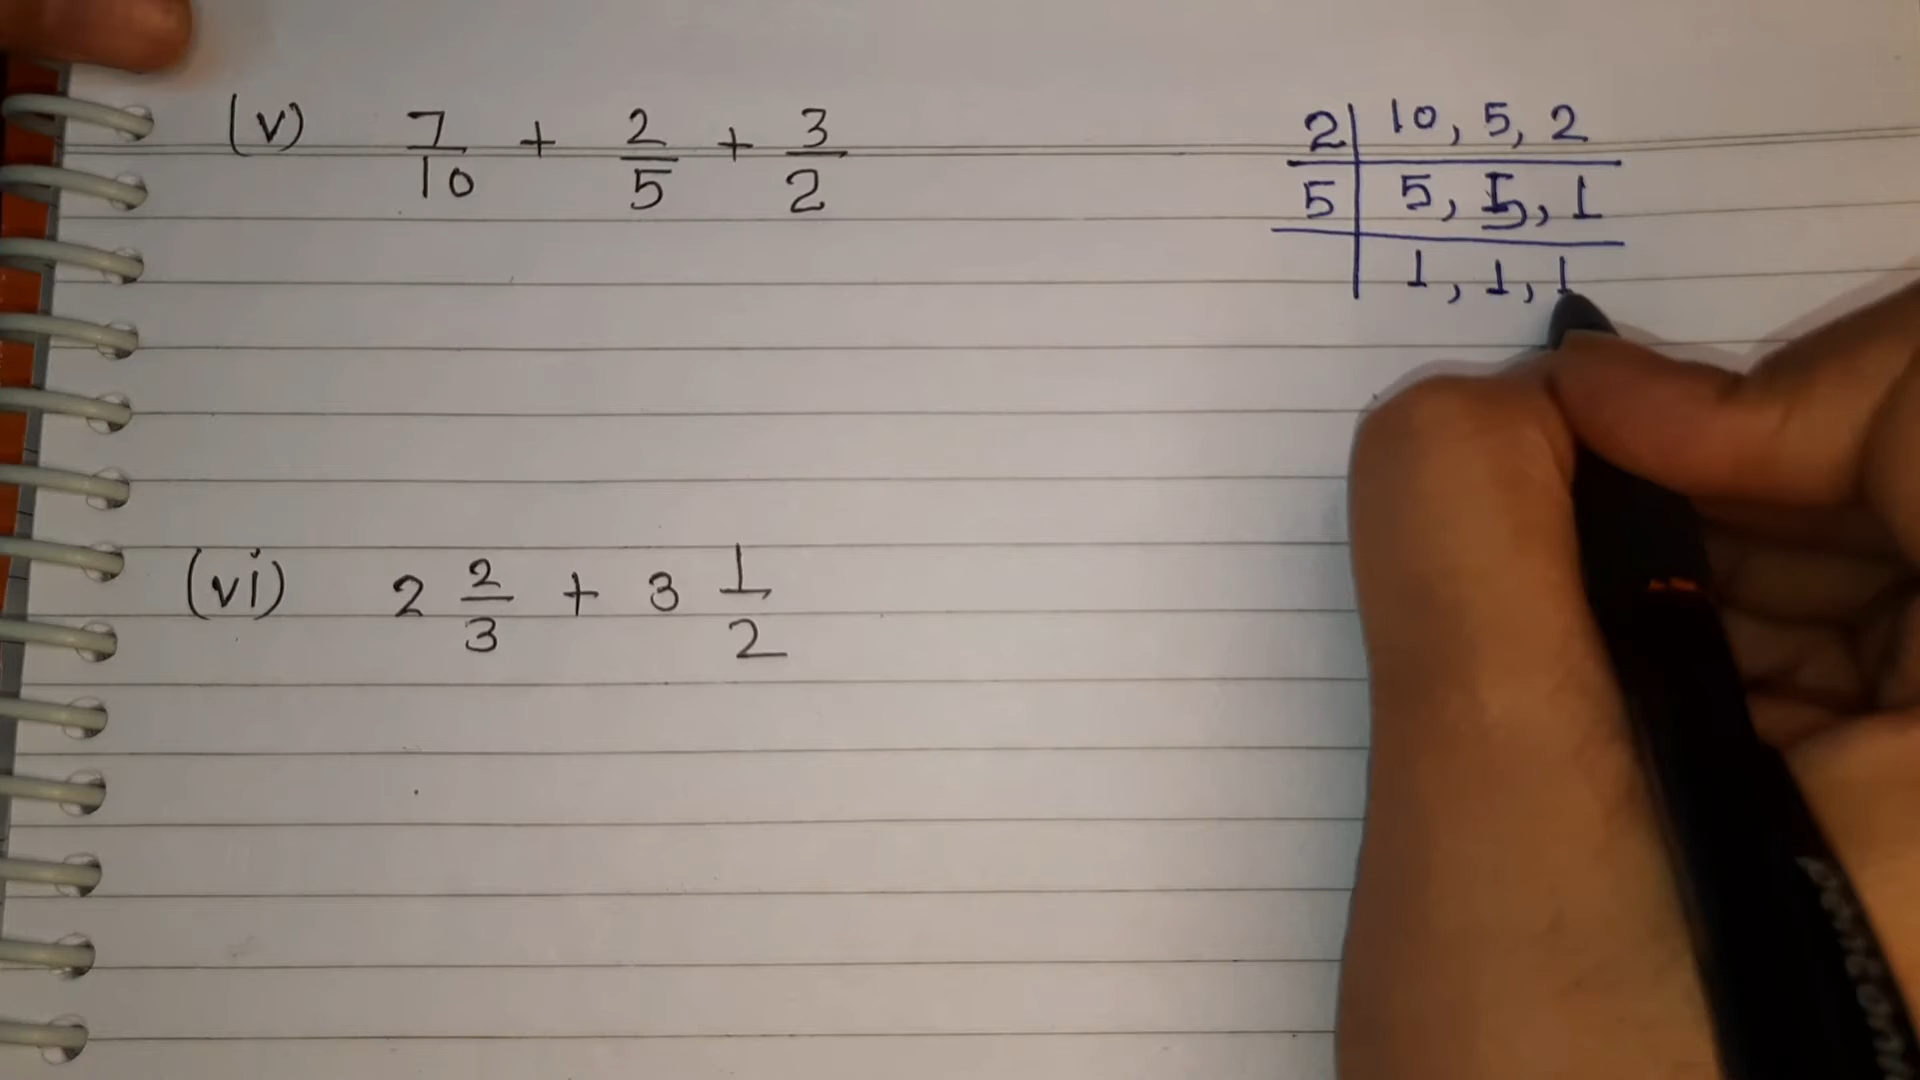 (v) 7/10 + 2/5 + 3/2
2 | 10, 5, 2
5 | 5, 5, 1
1, 1, 1
(vi) 2 2/3 + 3 1/2